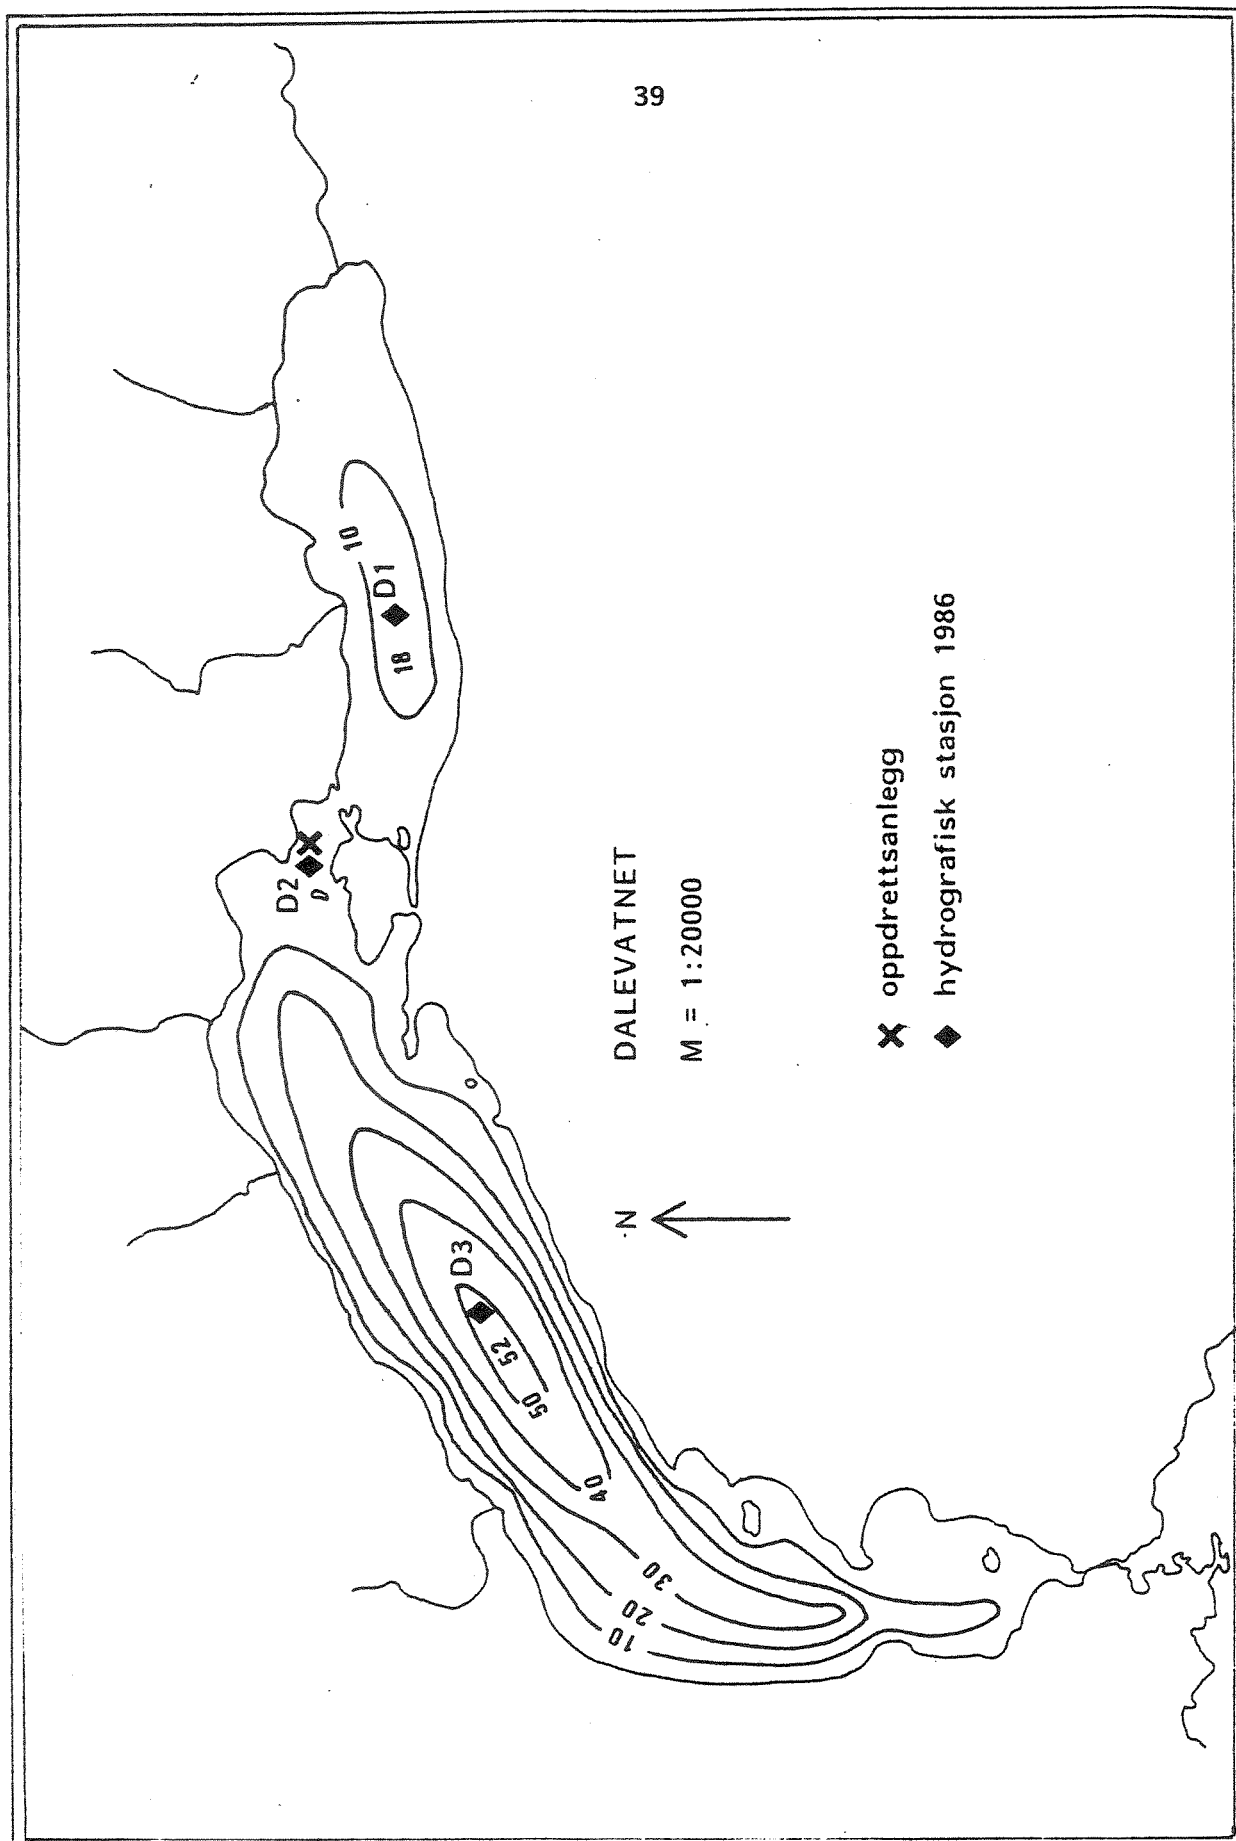 39
10
D1
18
D2
D3
52
50
40
30
20
10
N
DALEVATNET
M = 1:20000
oppdrettsanlegg
hydrografisk stasjon 1986